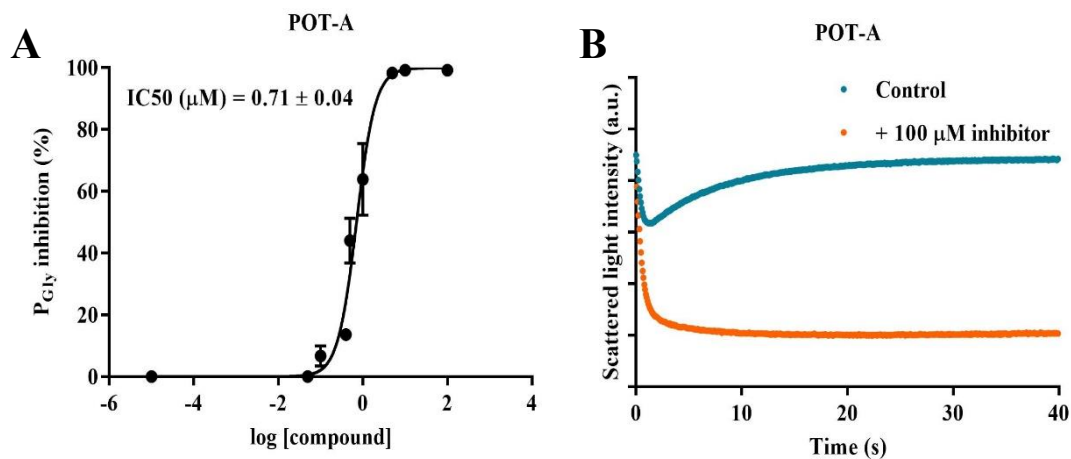 A
POT-A
IC50 (μM) = 0.71 ± 0.04
P_Gly inhibition (%)
100
80
60
40
20
0
-6
-4
-2
0
2
4
log [compound]
B
POT-A
Control
+ 100 μM inhibitor
Scattered light intensity (a.u.)
0
10
20
30
40
Time (s)